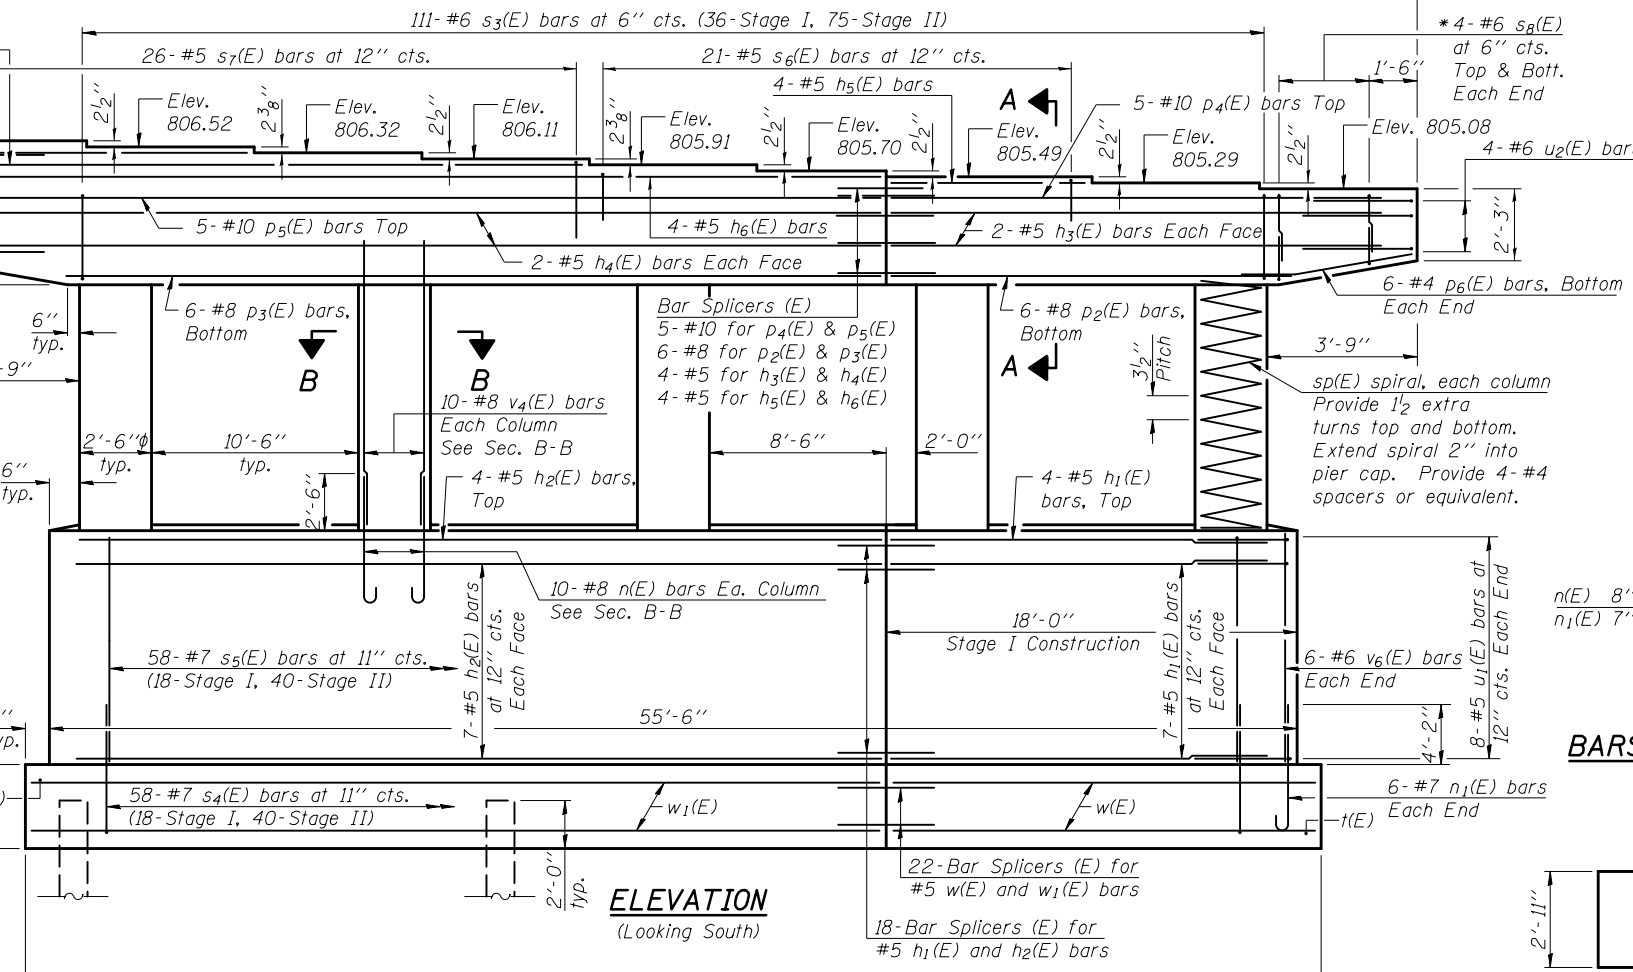 111-#6 s3(E) bars at 6" cts. (36-Stage I, 75-Stage II)
*4-#6 s8(E)
at 6" cts.
Top & Bott.
Each End
26-#5 s7(E) bars at 12" cts.
21-#5 s6(E) bars at 12" cts.
1'-6"
4-#5 h5(E) bars
A
5-#10 p4(E) bars Top
2½"
Elev.
806.52
2⅜"
Elev.
806.32
2½"
Elev.
806.11
2⅜"
Elev.
805.91
2½"
Elev.
805.70
2½"
Elev.
805.49
2½"
Elev.
805.29
2½"
Elev. 805.08
4-#6 u2(E) bars
2'-3"
5-#10 p5(E) bars Top
4-#5 h6(E) bars
2-#5 h3(E) bars Each Face
2-#5 h4(E) bars Each Face
6-#4 p6(E) bars, Bottom
Each End
6"
typ.
6-#8 p3(E) bars,
Bottom
Bar Splicers (E)
5-#10 for p4(E) & p5(E)
6-#8 for p2(E) & p3(E)
4-#5 for h3(E) & h4(E)
4-#5 for h5(E) & h6(E)
6-#8 p2(E) bars,
Bottom
3½"
Pitch
3'-9"
-9"
B
B
A
sp(E) spiral, each column
Provide 1½ extra
turns top and bottom.
Extend spiral 2" into
pier cap. Provide 4-#4
spacers or equivalent.
10-#8 v4(E) bars
Each Column
See Sec. B-B
2'-6"ϕ
typ.
10'-6"
typ.
8'-6"
2'-0"
6"
typ.
2'-6"
4-#5 h2(E) bars,
Top
4-#5 h1(E)
bars, Top
10-#8 n(E) bars Ea. Column
See Sec. B-B
18'-0"
Stage I Construction
7-#5 h2(E) bars
at 12" cts.
Each Face
7-#5 h1(E) bars
at 12" cts.
Each Face
8-#5 u1(E) bars at
12" cts. Each End
n(E) 8"
n1(E) 7"
58-#7 s5(E) bars at 11" cts.
(18-Stage I, 40-Stage II)
6-#6 v6(E) bars
Each End
55'-6"
4'-2"
BARS
58-#7 s4(E) bars at 11" cts.
(18-Stage I, 40-Stage II)
w1(E)
w(E)
6-#7 n1(E) bars
Each End
t(E)
2'-0"
typ.
22-Bar Splicers (E) for
#5 w(E) and w1(E) bars
ELEVATION
(Looking South)
18-Bar Splicers (E) for
#5 h1(E) and h2(E) bars
2'-11"